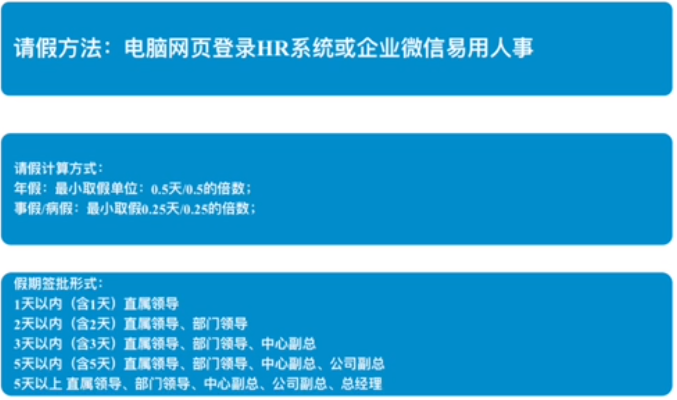 请假方法：电脑网页登录HR系统或企业微信易用人事
请假计算方式：
年假：最小取假单位：0.5天/0.5的倍数；
事假/病假：最小取假0.25天/0.25的倍数；
假期签批形式：
1天以内（含1天）直属领导
2天以内（含2天）直属领导、部门领导
3天以内（含3天）直属领导、部门领导、中心副总
5天以内（含5天）直属领导、部门领导、中心副总、公司副总
5天以上 直属领导、部门领导、中心副总、公司副总、总经理